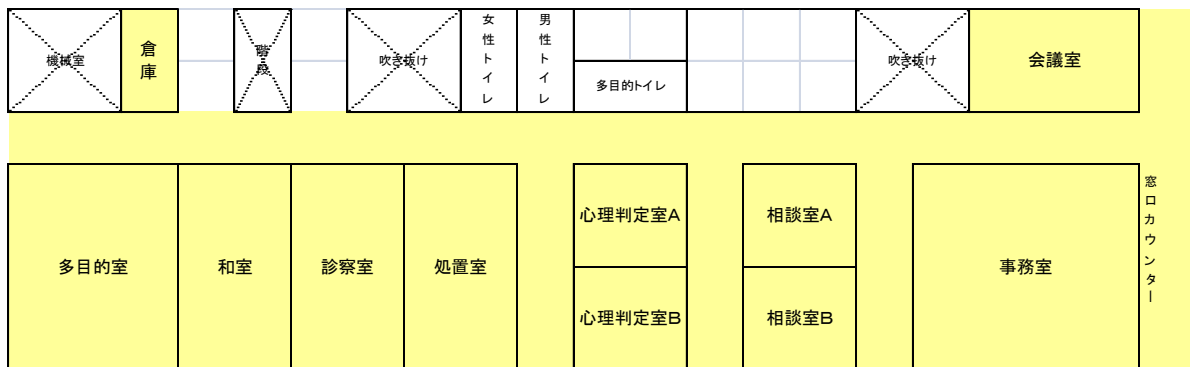 機械室
倉庫
階段
吹き抜け
女性トイレ
男性トイレ
多目的トイレ
吹き抜け
会議室
多目的室
和室
診察室
処置室
心理判定室A
心理判定室B
相談室A
相談室B
事務室
窓口カウンター